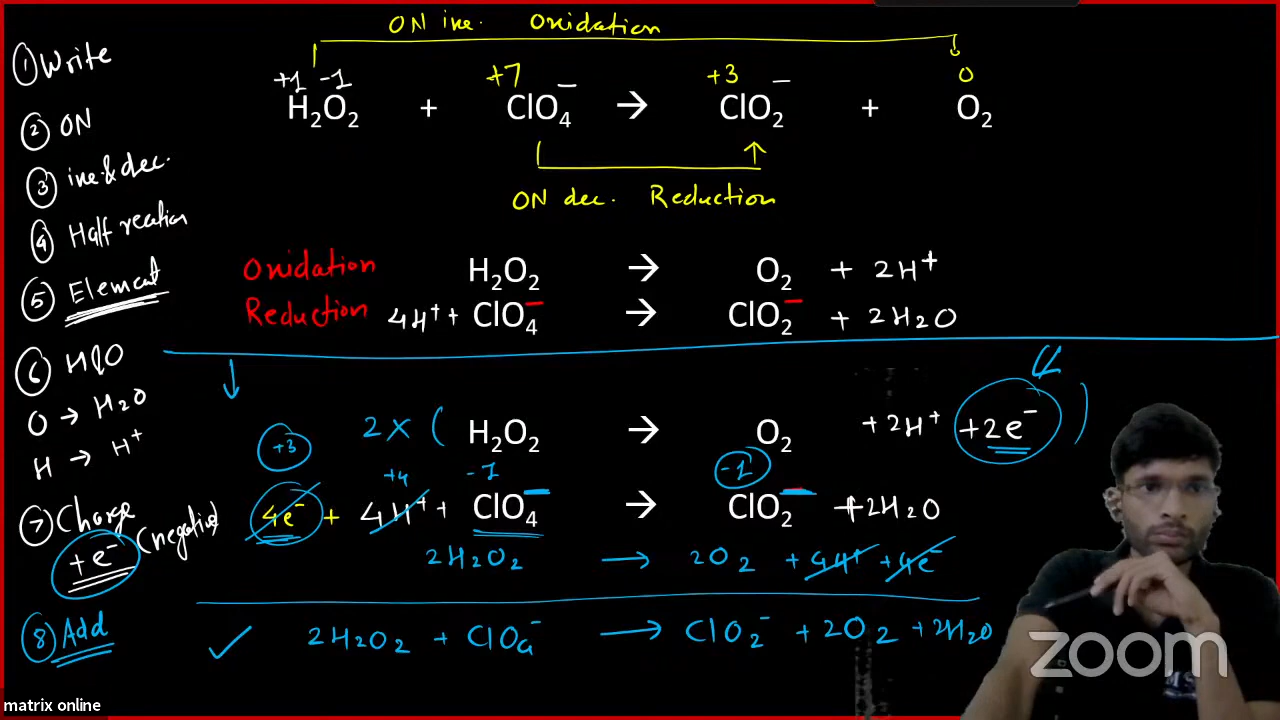 ON inc. Oxidation
① Write
+1 -1 +7 +3 0
H₂O₂ + ClO₄⁻ → ClO₂⁻ + O₂
② ON
③ inc & dec.
ON dec. Reduction
④ Half reaction
Oxidation H₂O₂ → O₂ + 2H⁺
⑤ Element
Reduction 4H⁺ + ClO₄⁻ → ClO₂⁻ + 2H₂O
⑥ H₂O
O → H₂O
H → H⁺
2 × ( H₂O₂ → O₂ + 2H⁺ + 2e⁻ )
+3 +4 -1 -1
4e⁻ + 4H⁺ + ClO₄⁻ → ClO₂⁻ + 2H₂O
⑦ Charge
+e⁻ (negative)
2H₂O₂ → 2O₂ + 4H⁺ + 4e⁻
⑧ Add
✓ 2H₂O₂ + ClO₄⁻ → ClO₂⁻ + 2O₂ + 2H₂O
zoom
matrix online